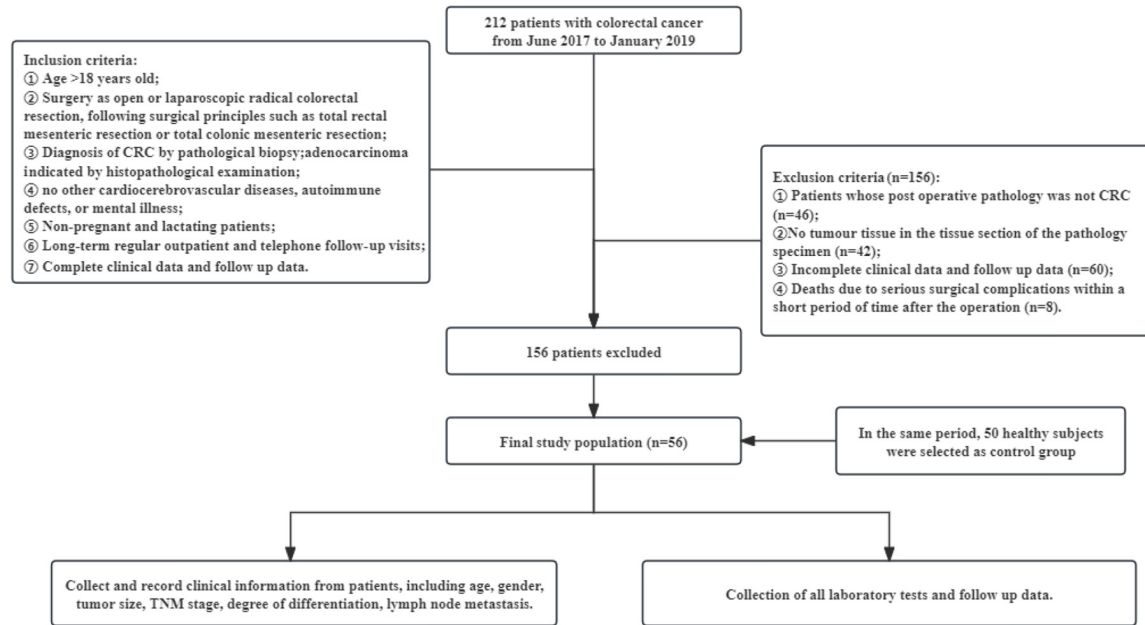 212 patients with colorectal cancer
from June 2017 to January 2019
Inclusion criteria:
① Age >18 years old;
② Surgery as open or laparoscopic radical colorectal
resection, following surgical principles such as total rectal
mesenteric resection or total colonic mesenteric resection;
③ Diagnosis of CRC by pathological biopsy;adenocarcinoma
indicated by histopathological examination;
④ no other cardiocerebrovascular diseases, autoimmune
defects, or mental illness;
⑤ Non-pregnant and lactating patients;
⑥ Long-term regular outpatient and telephone follow-up visits;
⑦ Complete clinical data and follow up data.
Exclusion criteria (n=156):
① Patients whose post operative pathology was not CRC
(n=46);
②No tumour tissue in the tissue section of the pathology
specimen (n=42);
③ Incomplete clinical data and follow up data (n=60);
④ Deaths due to serious surgical complications within a
short period of time after the operation (n=8).
156 patients excluded
Final study population (n=56)
In the same period, 50 healthy subjects
were selected as control group
Collect and record clinical information from patients, including age, gender,
tumor size, TNM stage, degree of differentiation, lymph node metastasis.
Collection of all laboratory tests and follow up data.